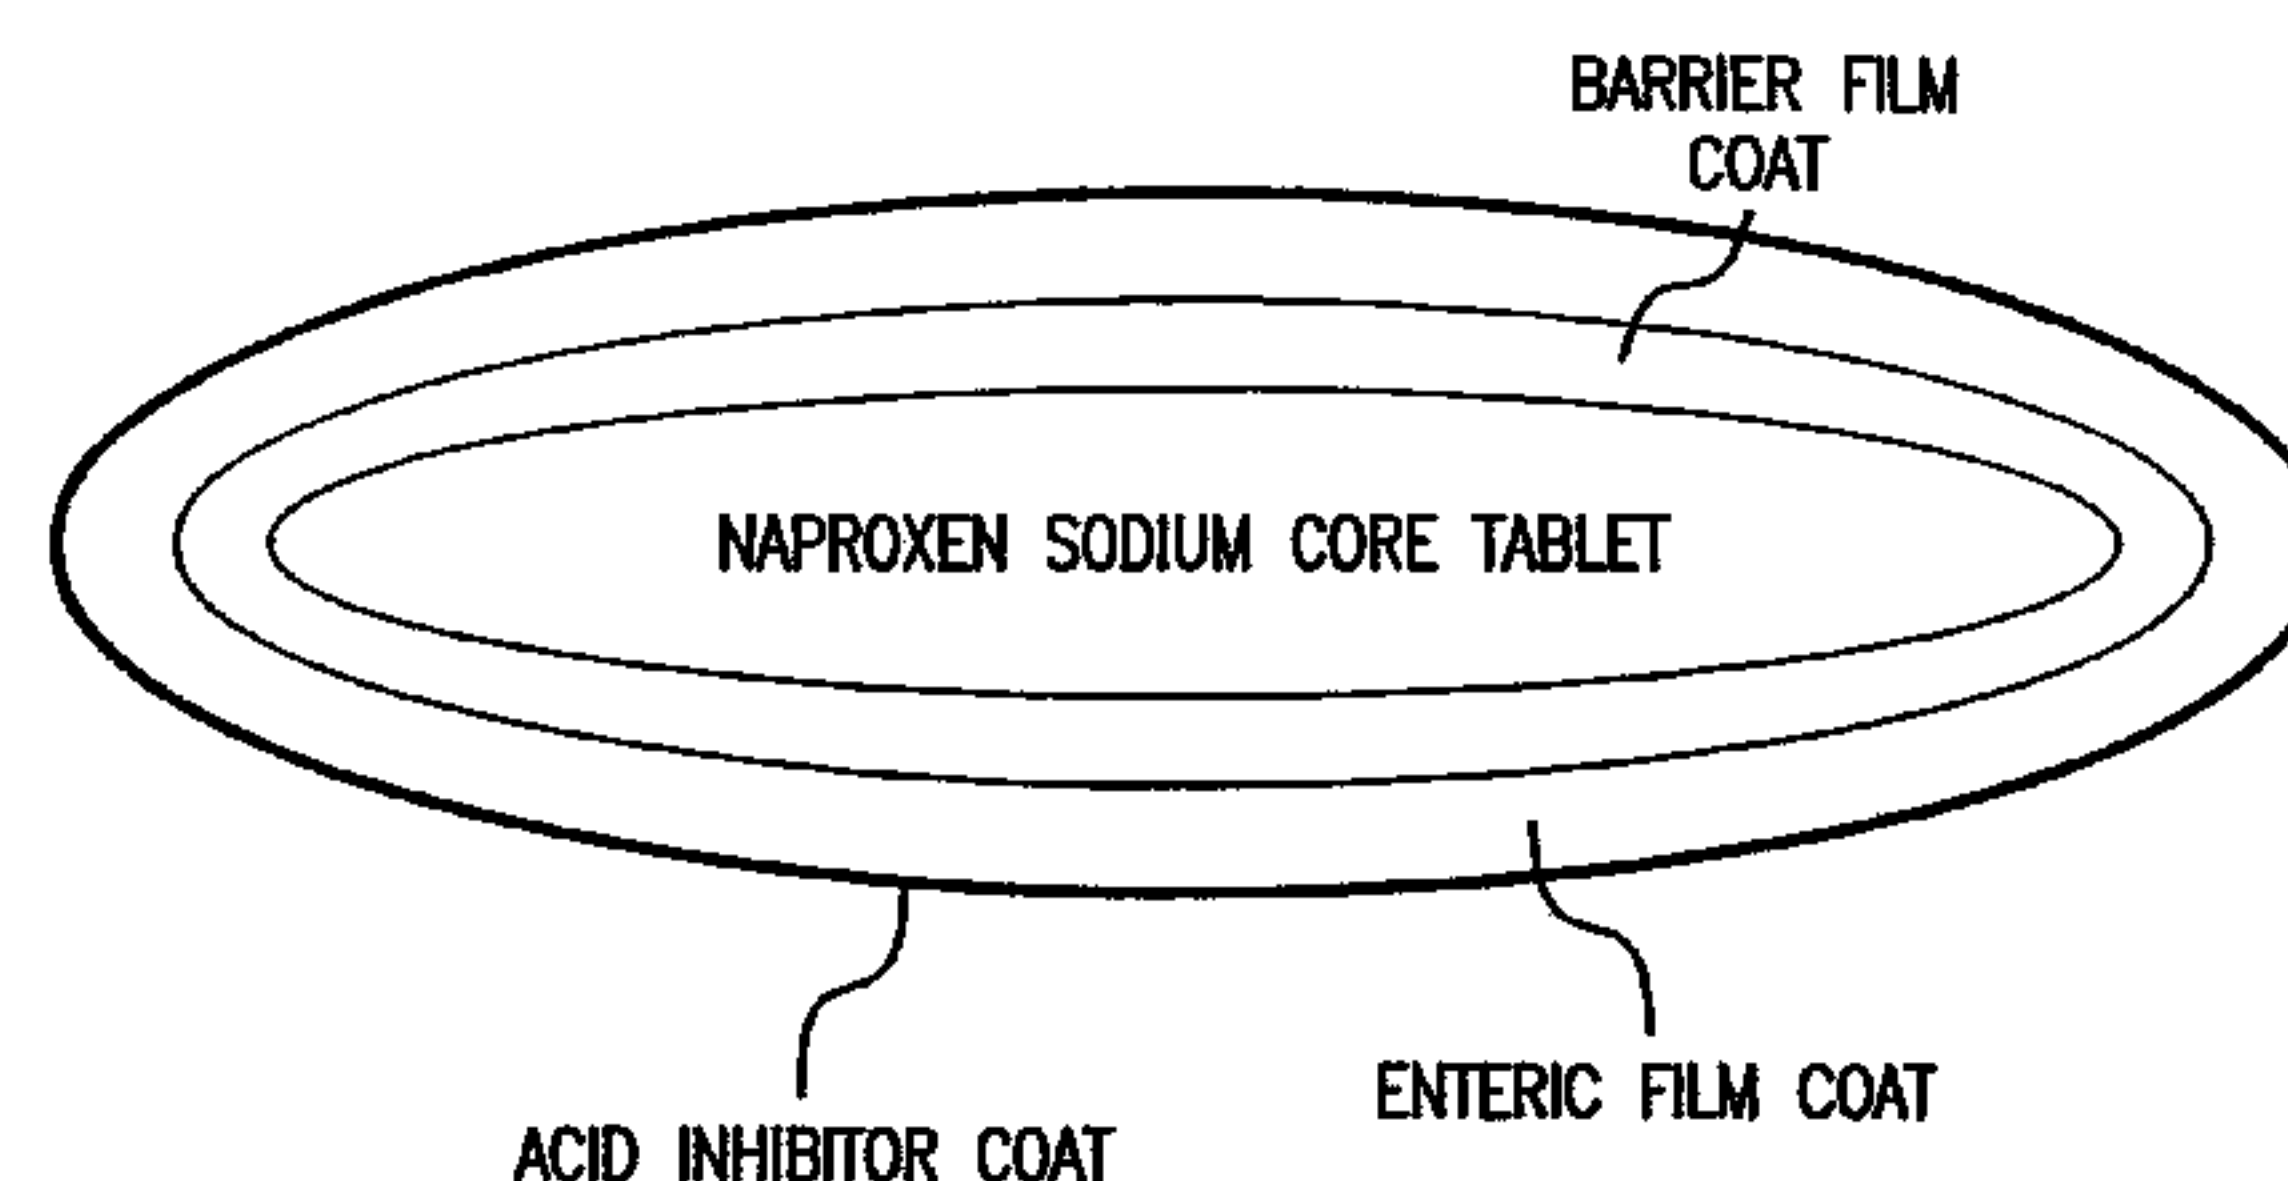 BARRIER FILM
COAT
NAPROXEN SODIUM CORE TABLET
ENTERIC FILM COAT
ACID INHIBITOR COAT